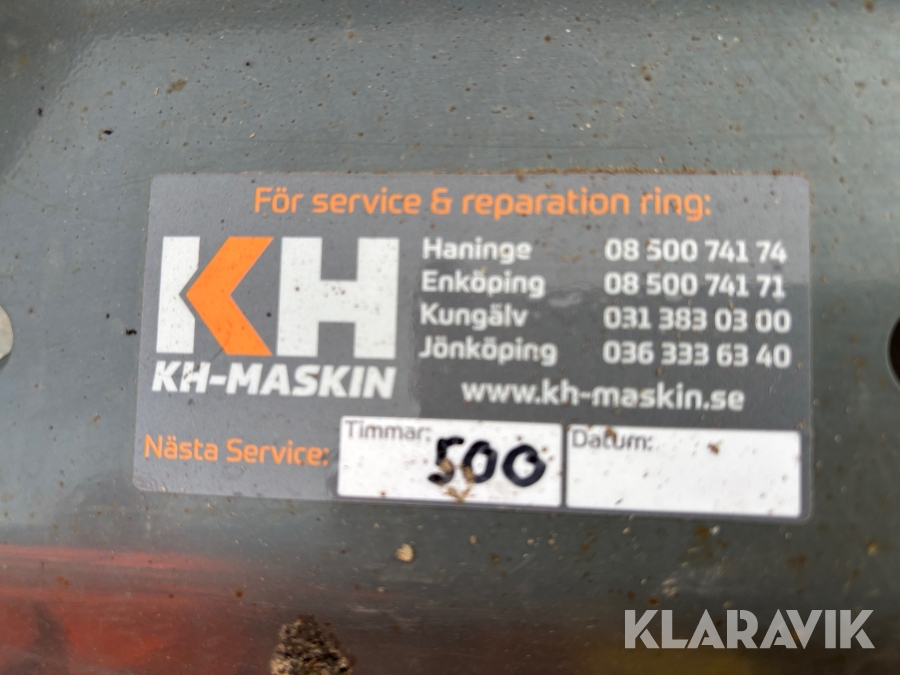 För service & reparation ring:
KH
KH-MASKIN
Haninge 08 500 741 74
Enköping 08 500 741 71
Kungälv 031 383 03 00
Jönköping 036 333 63 40
www.kh-maskin.se
Nästa Service: Timmar: 500 Datum:
KLARAVIK